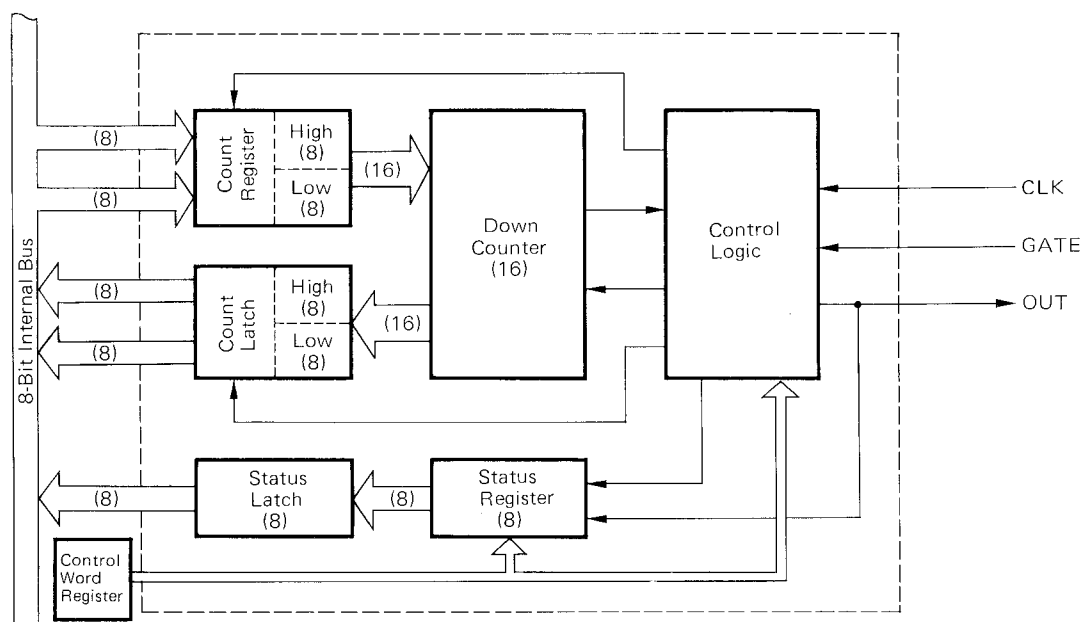 8-Bit Internal Bus
(8)
(8)
Count
Register
High
(8)
Low
(8)
(16)
Down
Counter
(16)
Control
Logic
CLK
GATE
OUT
(8)
(8)
Count
Latch
High
(8)
Low
(8)
(16)
(8)
Status
Latch
(8)
(8)
Status
Register
(8)
Control
Word
Register